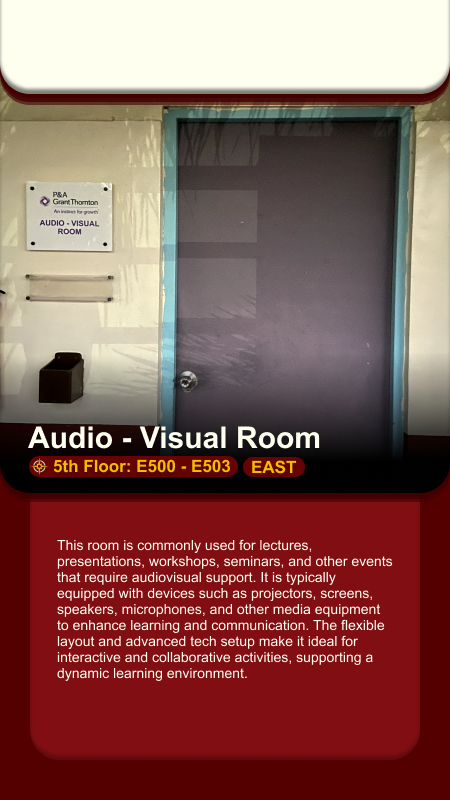 P&A
Grant Thornton
An instinct for growth
AUDIO - VISUAL
ROOM
Audio - Visual Room
5th Floor: E500 - E503 EAST
This room is commonly used for lectures,
presentations, workshops, seminars, and other events
that require audiovisual support. It is typically
equipped with devices such as projectors, screens,
speakers, microphones, and other media equipment
to enhance learning and communication. The flexible
layout and advanced tech setup make it ideal for
interactive and collaborative activities, supporting a
dynamic learning environment.